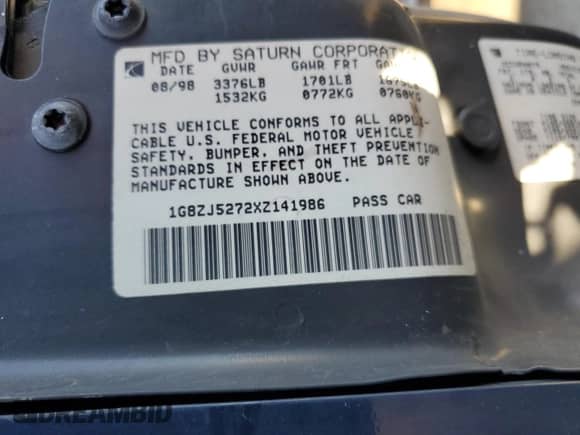 MFD BY SATURN CORPORATION
DATE GVWR GAWR FRT
08/98 3376LB 1701LB 1675LB
1532KG 0772KG 0760KG
THIS VEHICLE CONFORMS TO ALL APPLI-
CABLE U.S. FEDERAL MOTOR VEHICLE
SAFETY, BUMPER, AND THEFT PREVENTION
STANDARDS IN EFFECT ON THE DATE OF
MANUFACTURE SHOWN ABOVE.
1G8ZJ5272XZ141986 PASS CAR
DREAMBID